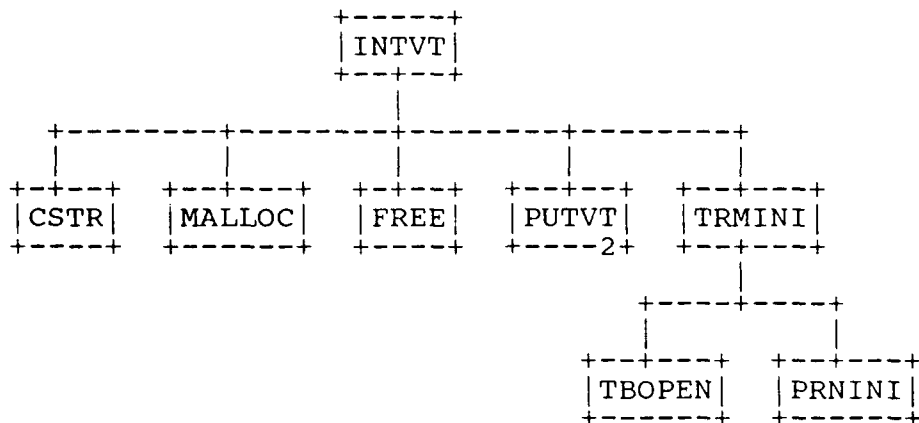 INTVT
CSTR MALLOC FREE PUTVT TRMINI
2
TBOPEN PRNINI